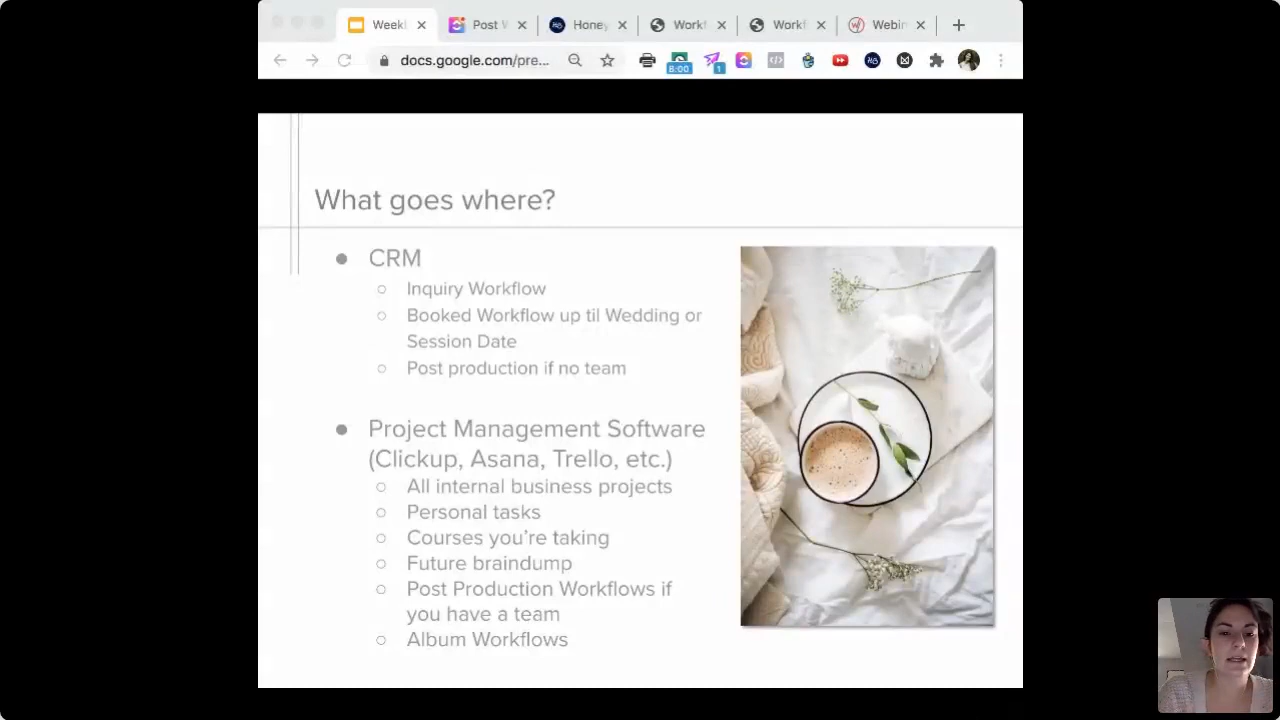 Weekl
Post W
Honey
Workf
Workf
Webin
docs.google.com/pre...
8:00
1
What goes where?
CRM
Inquiry Workflow
Booked Workflow up til Wedding or
Session Date
Post production if no team
Project Management Software
(Clickup, Asana, Trello, etc.)
All internal business projects
Personal tasks
Courses you're taking
Future braindump
Post Production Workflows if
you have a team
Album Workflows